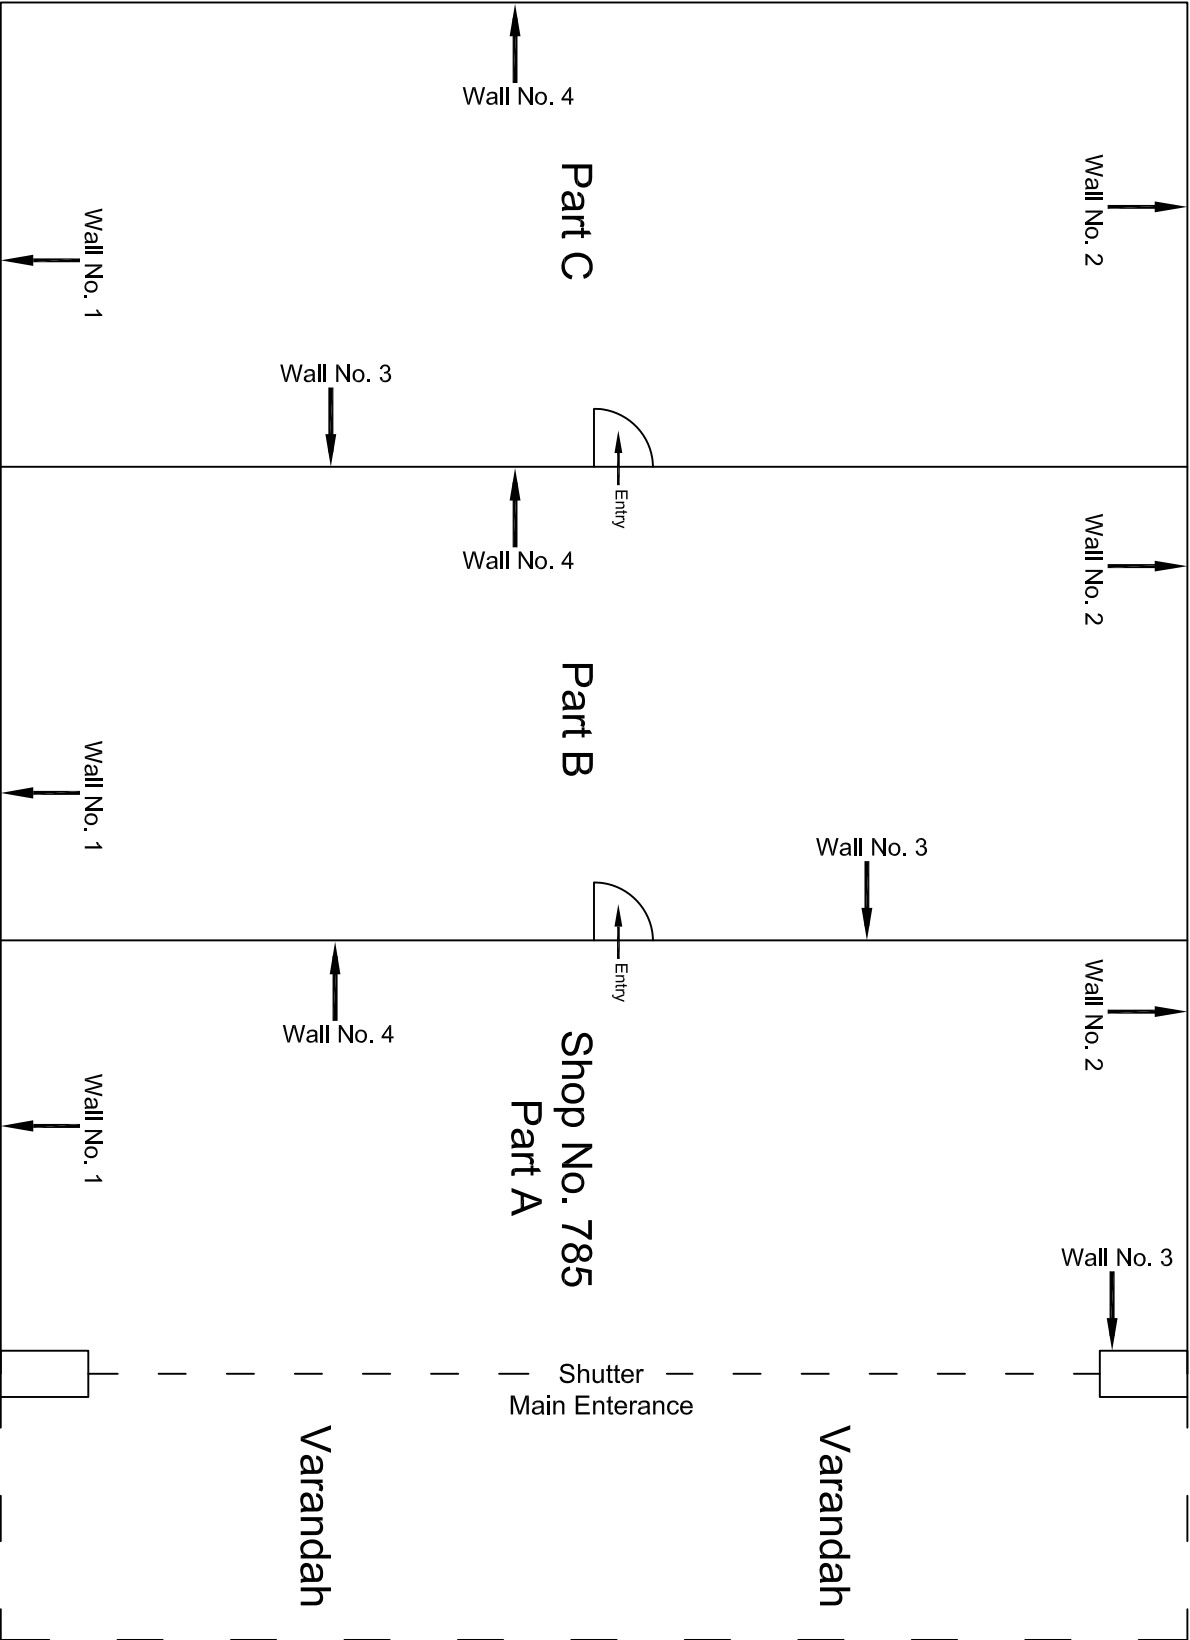 Wall No. 4
Part C
Wall No. 2
Wall No. 1
Wall No. 3
Entry
Wall No. 4
Wall No. 2
Part B
Wall No. 1
Wall No. 3
Entry
Wall No. 2
Wall No. 4
Shop No. 785
Part A
Wall No. 1
Wall No. 3
Shutter
Main Enterance
Varandah
Varandah